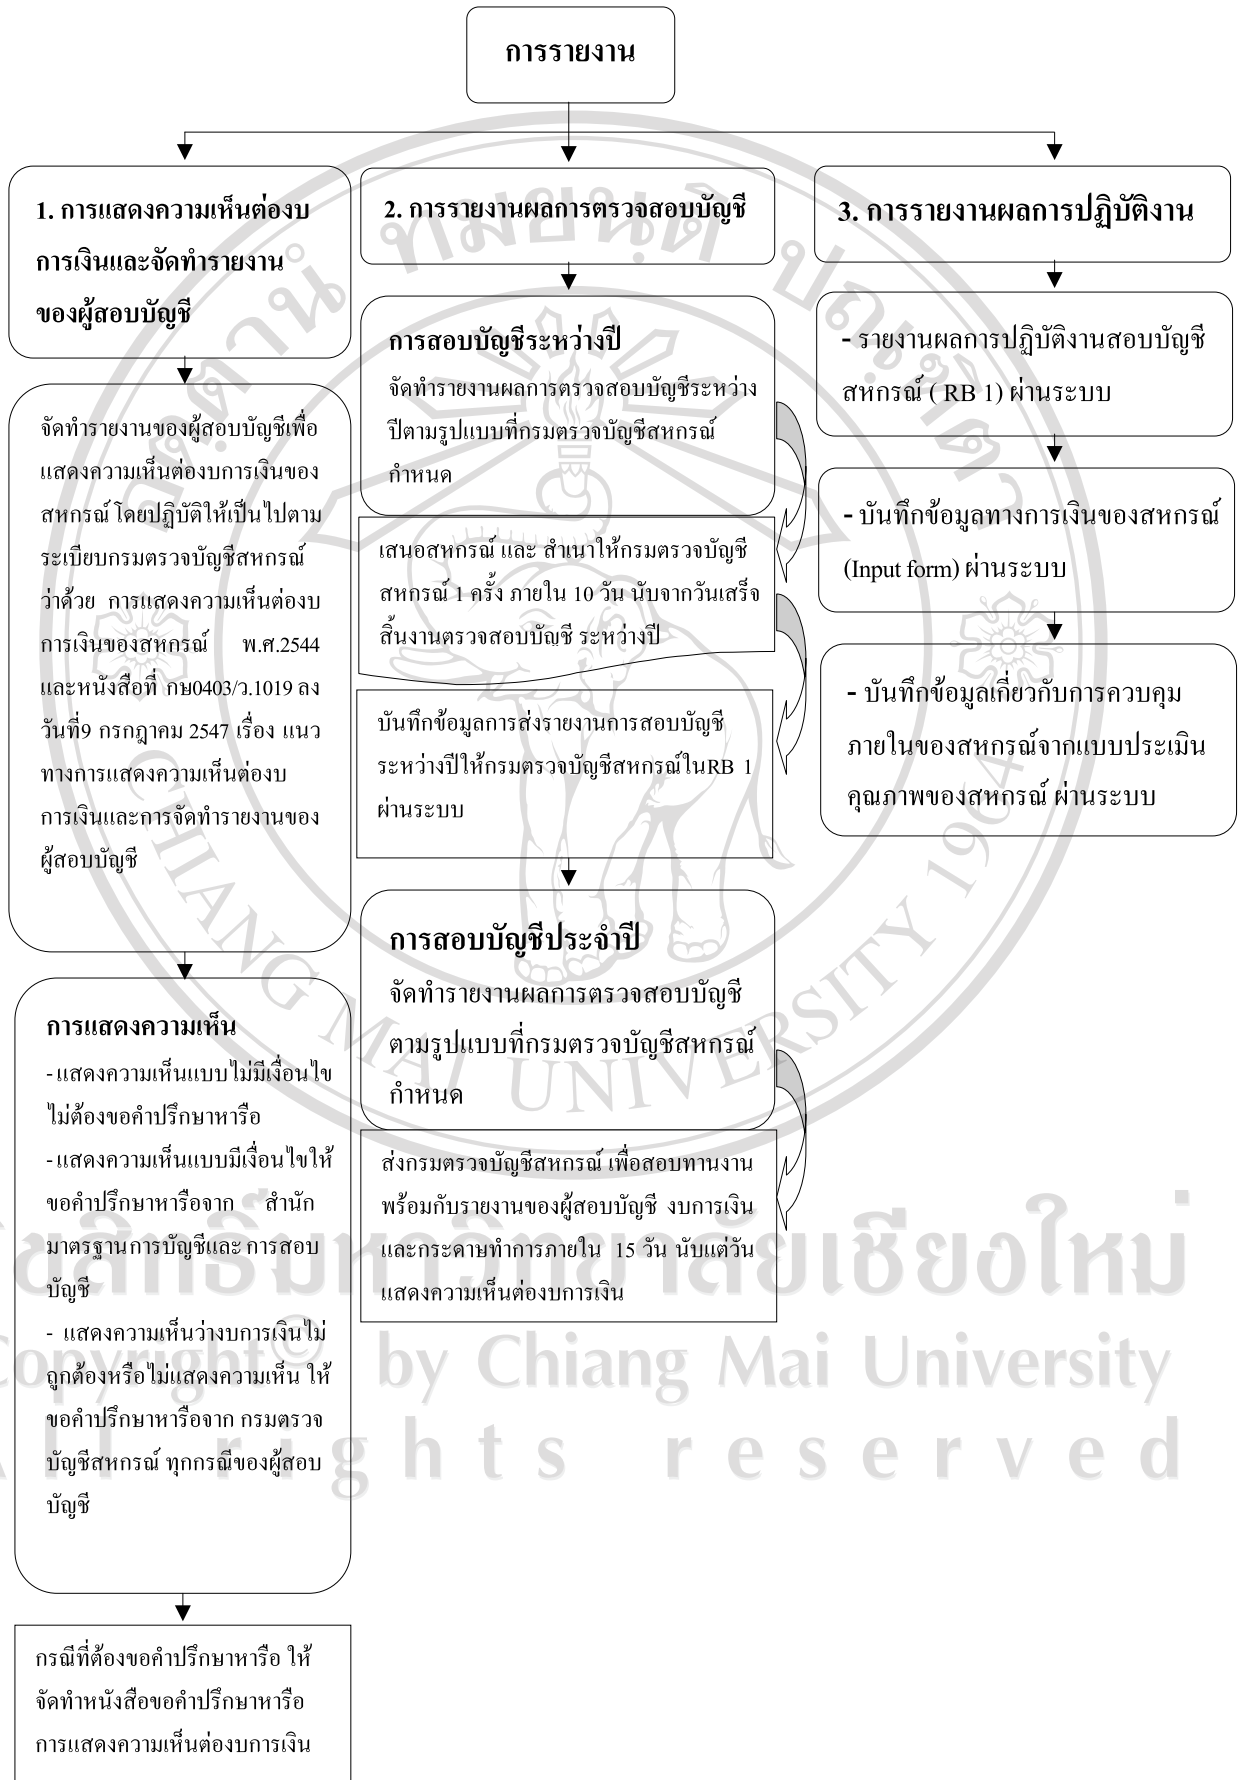 การรายงาน
1. การแสดงความเห็นต่องบ
การเงินและจัดทำรายงาน
ของผู้สอบบัญชี
จัดทำรายงานของผู้สอบบัญชีเพื่อ
แสดงความเห็นต่องบการเงินของ
สหกรณ์ โดยปฏิบัติให้เป็นไปตาม
ระเบียบกรมตรวจบัญชีสหกรณ์
ว่าด้วย การแสดงความเห็นต่องบ
การเงินของสหกรณ์ พ.ศ.2544
และหนังสือที่ กษ0403/ว.1019 ลง
วันที่9 กรกฎาคม 2547 เรื่อง แนว
ทางการแสดงความเห็นต่องบ
การเงินและการจัดทำรายงานของ
ผู้สอบบัญชี
การแสดงความเห็น
- แสดงความเห็นแบบไม่มีเงื่อนไข
ไม่ต้องขอคำปรึกษาหารือ
- แสดงความเห็นแบบมีเงื่อนไขให้
ขอคำปรึกษาหารือจาก สำนัก
มาตรฐานการบัญชีและ การสอบ
บัญชี
- แสดงความเห็นว่างบการเงินไม่
ถูกต้องหรือไม่แสดงความเห็น ให้
ขอคำปรึกษาหารือจาก กรมตรวจ
บัญชีสหกรณ์ ทุกกรณีของผู้สอบ
บัญชี
กรณีที่ต้องขอคำปรึกษาหารือ ให้
จัดทำหนังสือขอคำปรึกษาหารือ
การแสดงความเห็นต่องบการเงิน
2. การรายงานผลการตรวจสอบบัญชี
การสอบบัญชีระหว่างปี
จัดทำรายงานผลการตรวจสอบบัญชีระหว่าง
ปีตามรูปแบบที่กรมตรวจบัญชีสหกรณ์
กำหนด
เสนอสหกรณ์ และ สำเนาให้กรมตรวจบัญชี
สหกรณ์ 1 ครั้ง ภายใน 10 วัน นับจากวันเสร็จ
สิ้นงานตรวจสอบบัญชี ระหว่างปี
บันทึกข้อมูลการส่งรายงานการสอบบัญชี
ระหว่างปีให้กรมตรวจบัญชีสหกรณ์ในRB 1
ผ่านระบบ
การสอบบัญชีประจำปี
จัดทำรายงานผลการตรวจสอบบัญชี
ตามรูปแบบที่กรมตรวจบัญชีสหกรณ์
กำหนด
ส่งกรมตรวจบัญชีสหกรณ์ เพื่อสอบทานงาน
พร้อมกับรายงานของผู้สอบบัญชี งบการเงิน
และกระดาษทำการภายใน 15 วัน นับแต่วัน
แสดงความเห็นต่องบการเงิน
3. การรายงานผลการปฏิบัติงาน
- รายงานผลการปฏิบัติงานสอบบัญชี
สหกรณ์ ( RB 1) ผ่านระบบ
- บันทึกข้อมูลทางการเงินของสหกรณ์
(Input form) ผ่านระบบ
- บันทึกข้อมูลเกี่ยวกับการควบคุม
ภายในของสหกรณ์จากแบบประเมิน
คุณภาพของสหกรณ์ ผ่านระบบ
CHIANG MAI UNIVERSITY 1964
Copyright© by Chiang Mai University
All rights reserved